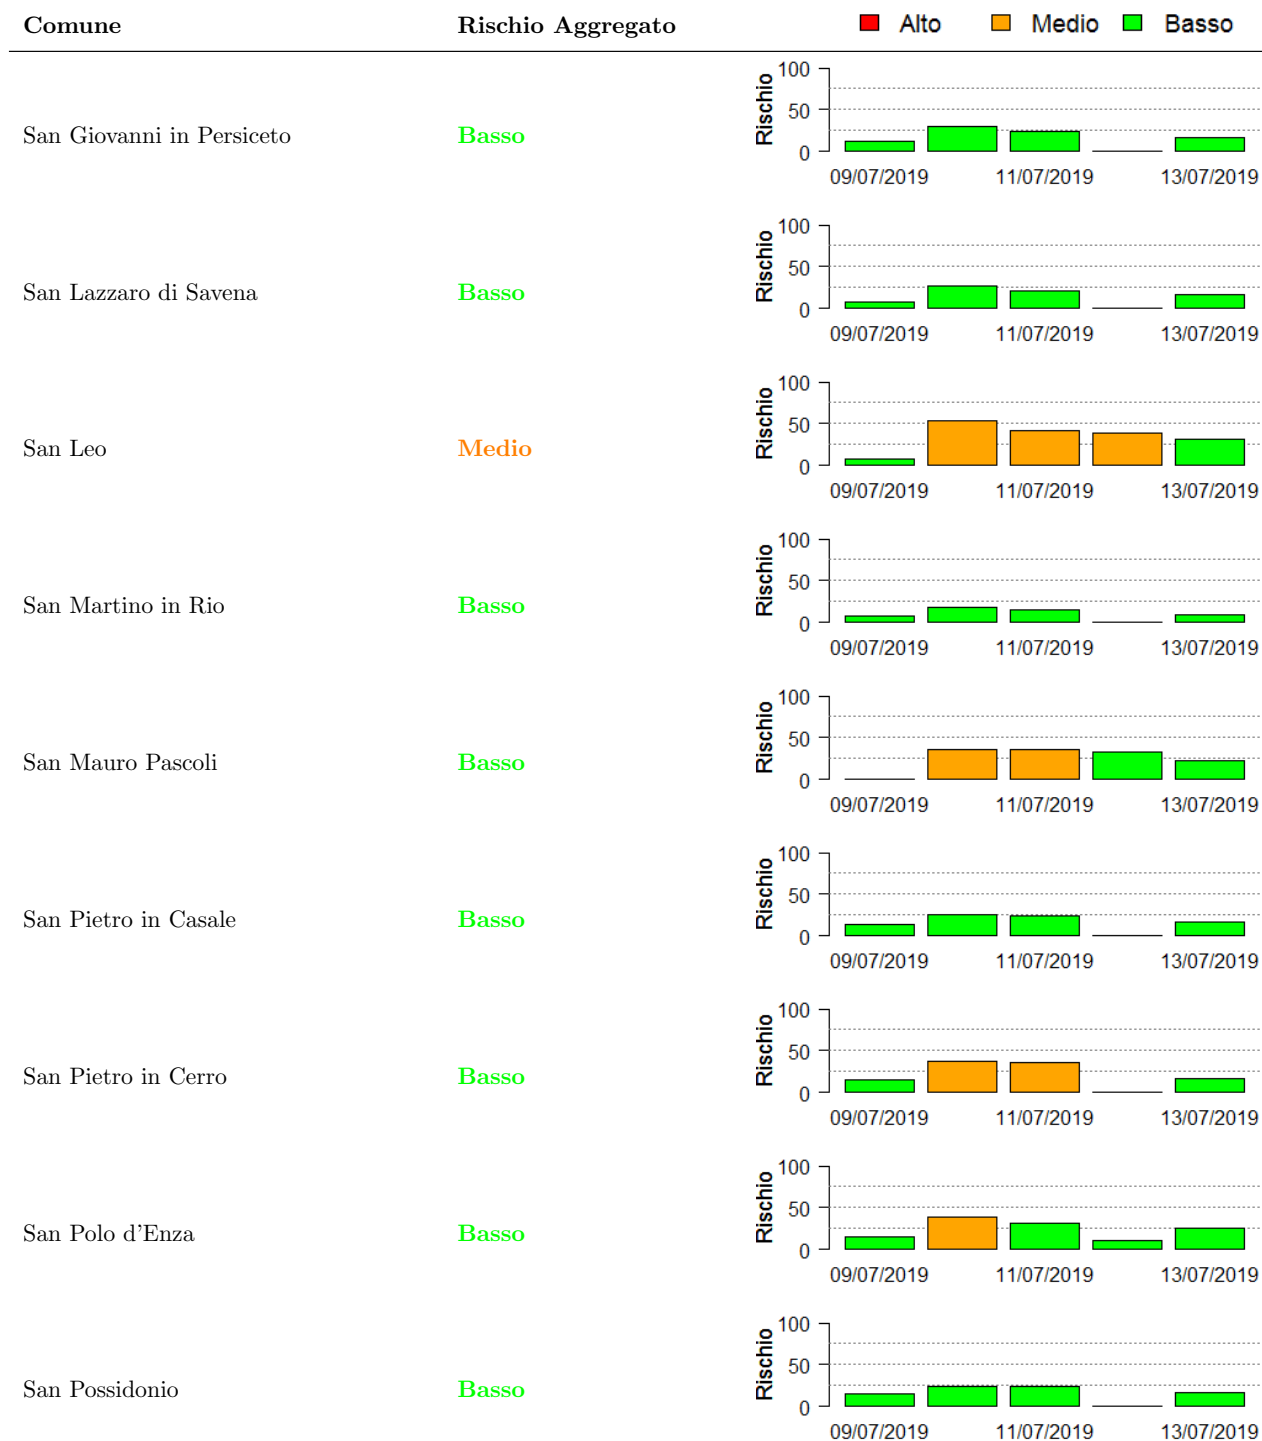 Comune Rischio Aggregato Alto Medio Basso
San Giovanni in Persiceto Basso
Rischio
100
50
0
09/07/2019 11/07/2019 13/07/2019
San Lazzaro di Savena Basso
Rischio
100
50
0
09/07/2019 11/07/2019 13/07/2019
San Leo Medio
Rischio
100
50
0
09/07/2019 11/07/2019 13/07/2019
San Martino in Rio Basso
Rischio
100
50
0
09/07/2019 11/07/2019 13/07/2019
San Mauro Pascoli Basso
Rischio
100
50
0
09/07/2019 11/07/2019 13/07/2019
San Pietro in Casale Basso
Rischio
100
50
0
09/07/2019 11/07/2019 13/07/2019
San Pietro in Cerro Basso
Rischio
100
50
0
09/07/2019 11/07/2019 13/07/2019
San Polo d'Enza Basso
Rischio
100
50
0
09/07/2019 11/07/2019 13/07/2019
San Possidonio Basso
Rischio
100
50
0
09/07/2019 11/07/2019 13/07/2019